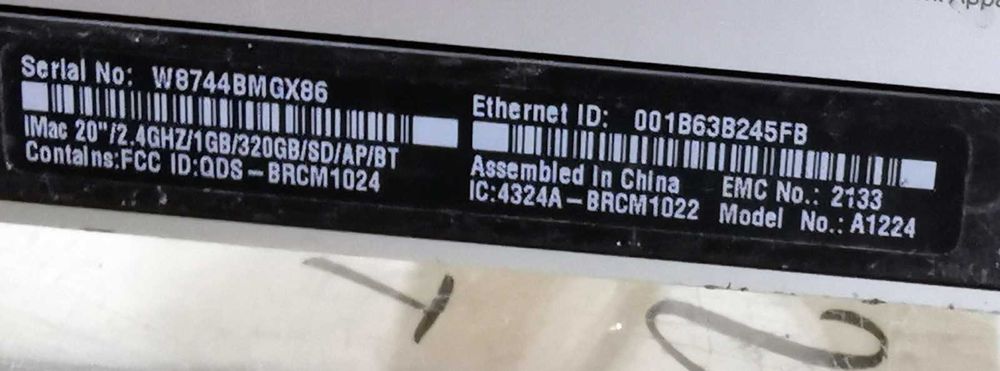 Serial No: W8744BMGX86
iMac 20"/2.4GHZ/1GB/320GB/SD/AP/BT
Contains:FCC ID:QDS-BRCM1024
Ethernet ID: 001B63B245FB
Assembled in China EMC No.: 2133
IC:4324A-BRCM1022 Model No.: A1224